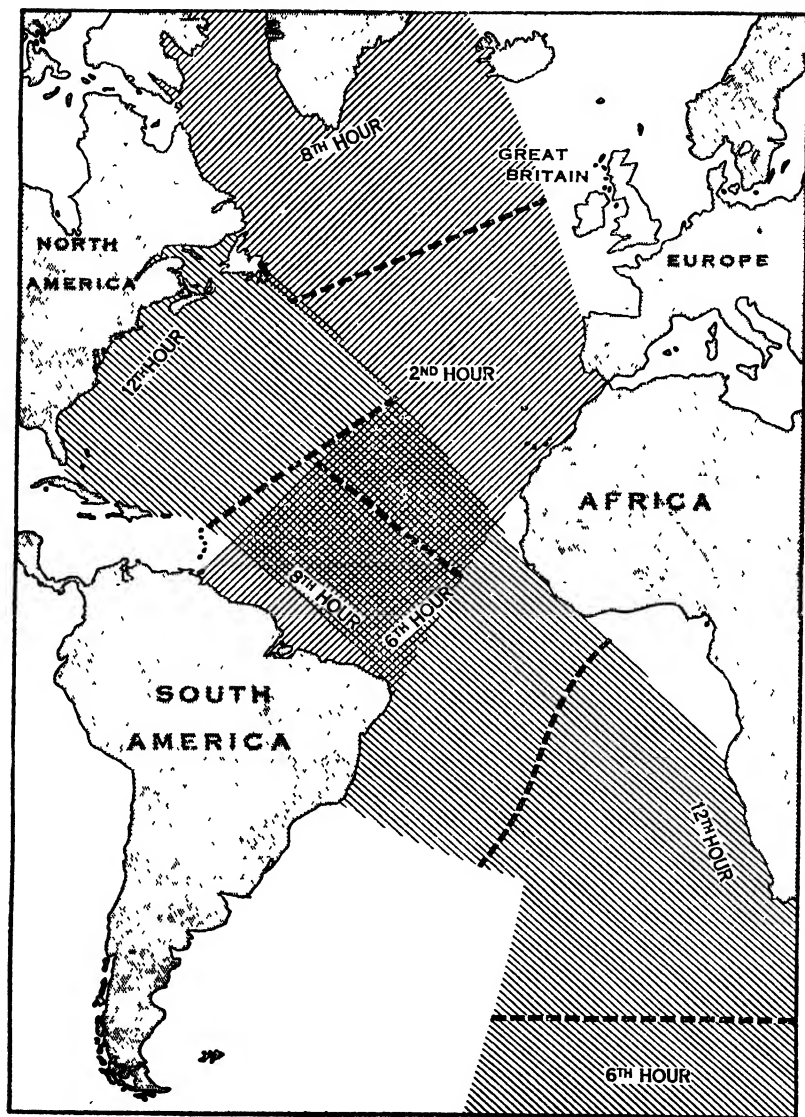 8TH HOUR
GREAT
BRITAIN
NORTH
AMERICA
EUROPE
12TH HOUR
2ND HOUR
AFRICA
8TH HOUR
6TH HOUR
SOUTH
AMERICA
12TH HOUR
6TH HOUR